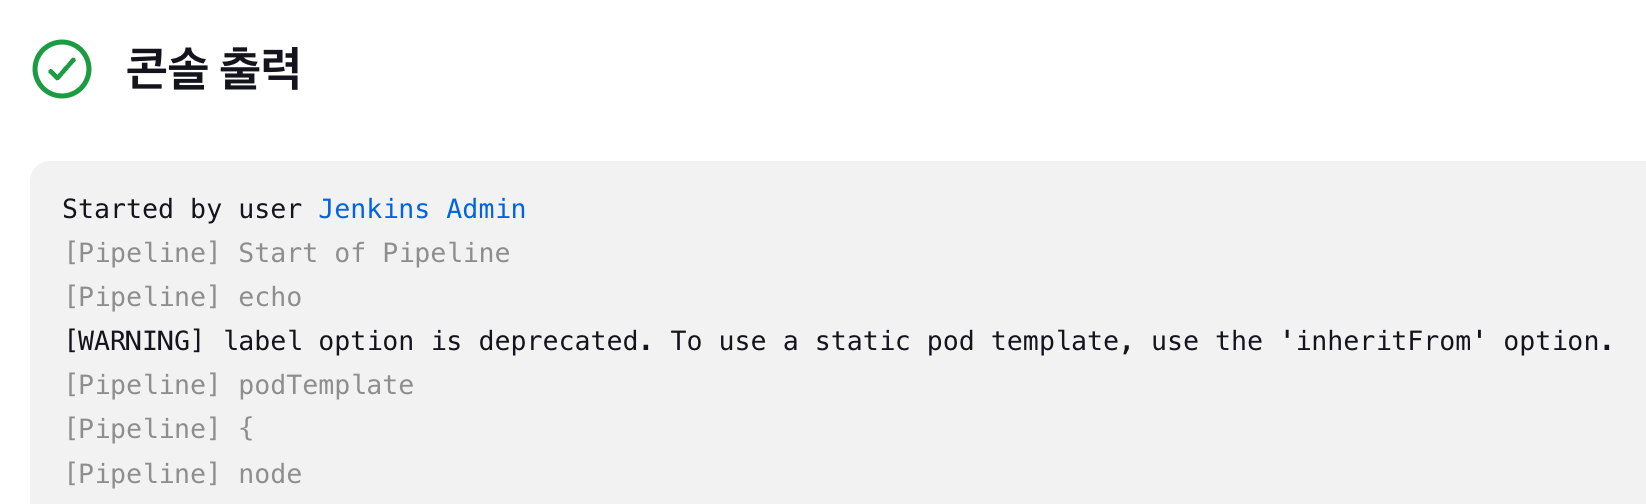 콘솔 출력
Started by user Jenkins Admin
[Pipeline] Start of Pipeline
[Pipeline] echo
[WARNING] label option is deprecated. To use a static pod template, use the 'inheritFrom' option.
[Pipeline] podTemplate
[Pipeline] {
[Pipeline] node